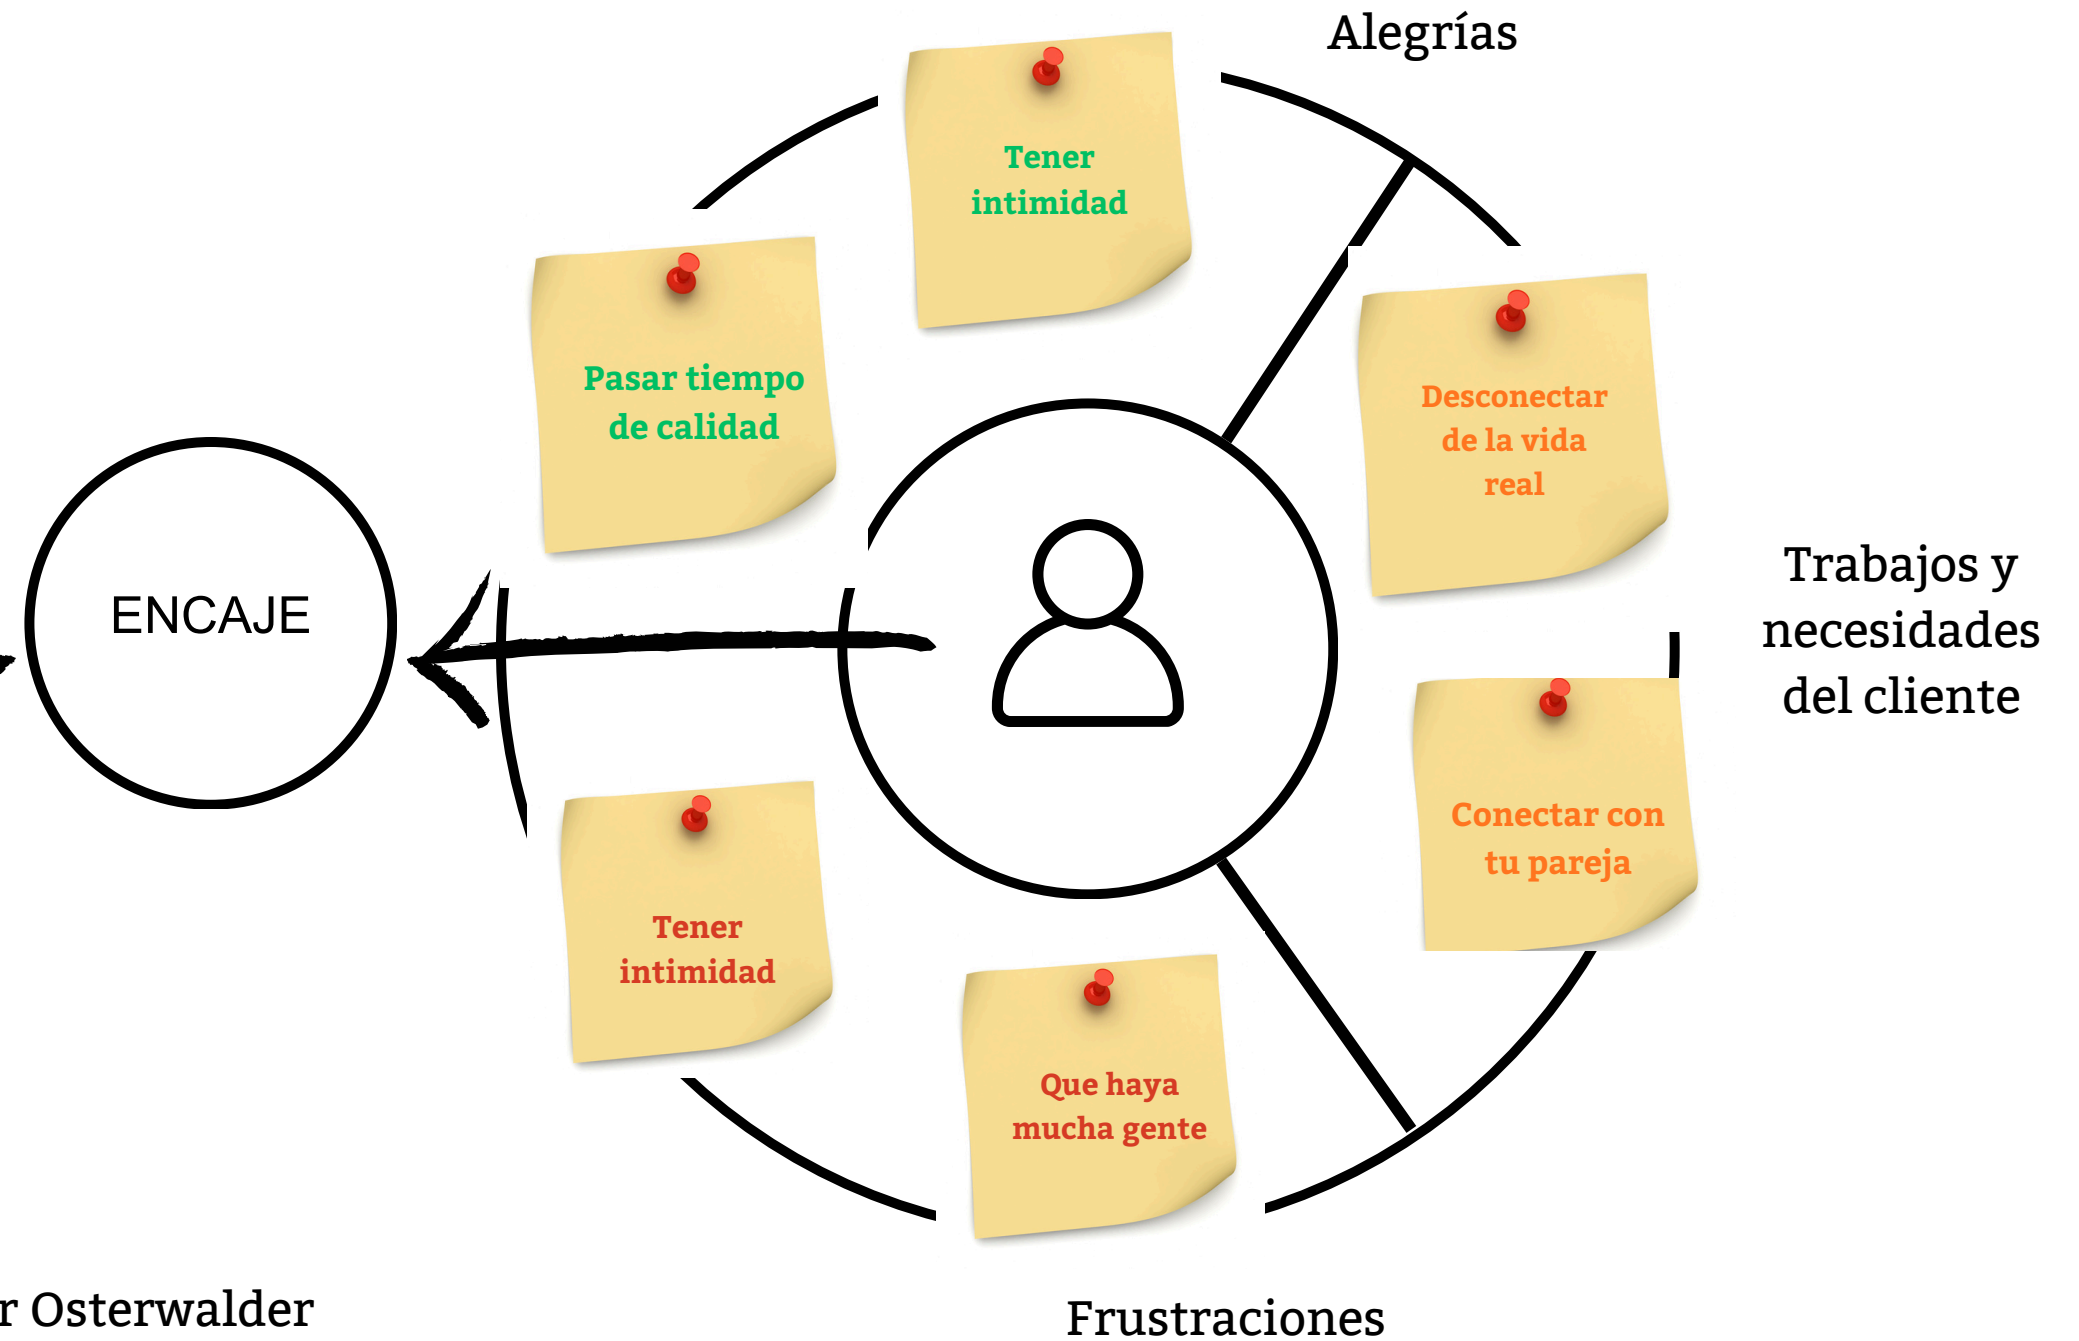 Alegrías
Tener
intimidad
Pasar tiempo
de calidad
Desconectar
de la vida
real
ENCAJE
Trabajos y
necesidades
del cliente
Conectar con
tu pareja
Tener
intimidad
Que haya
mucha gente
r Osterwalder
Frustraciones